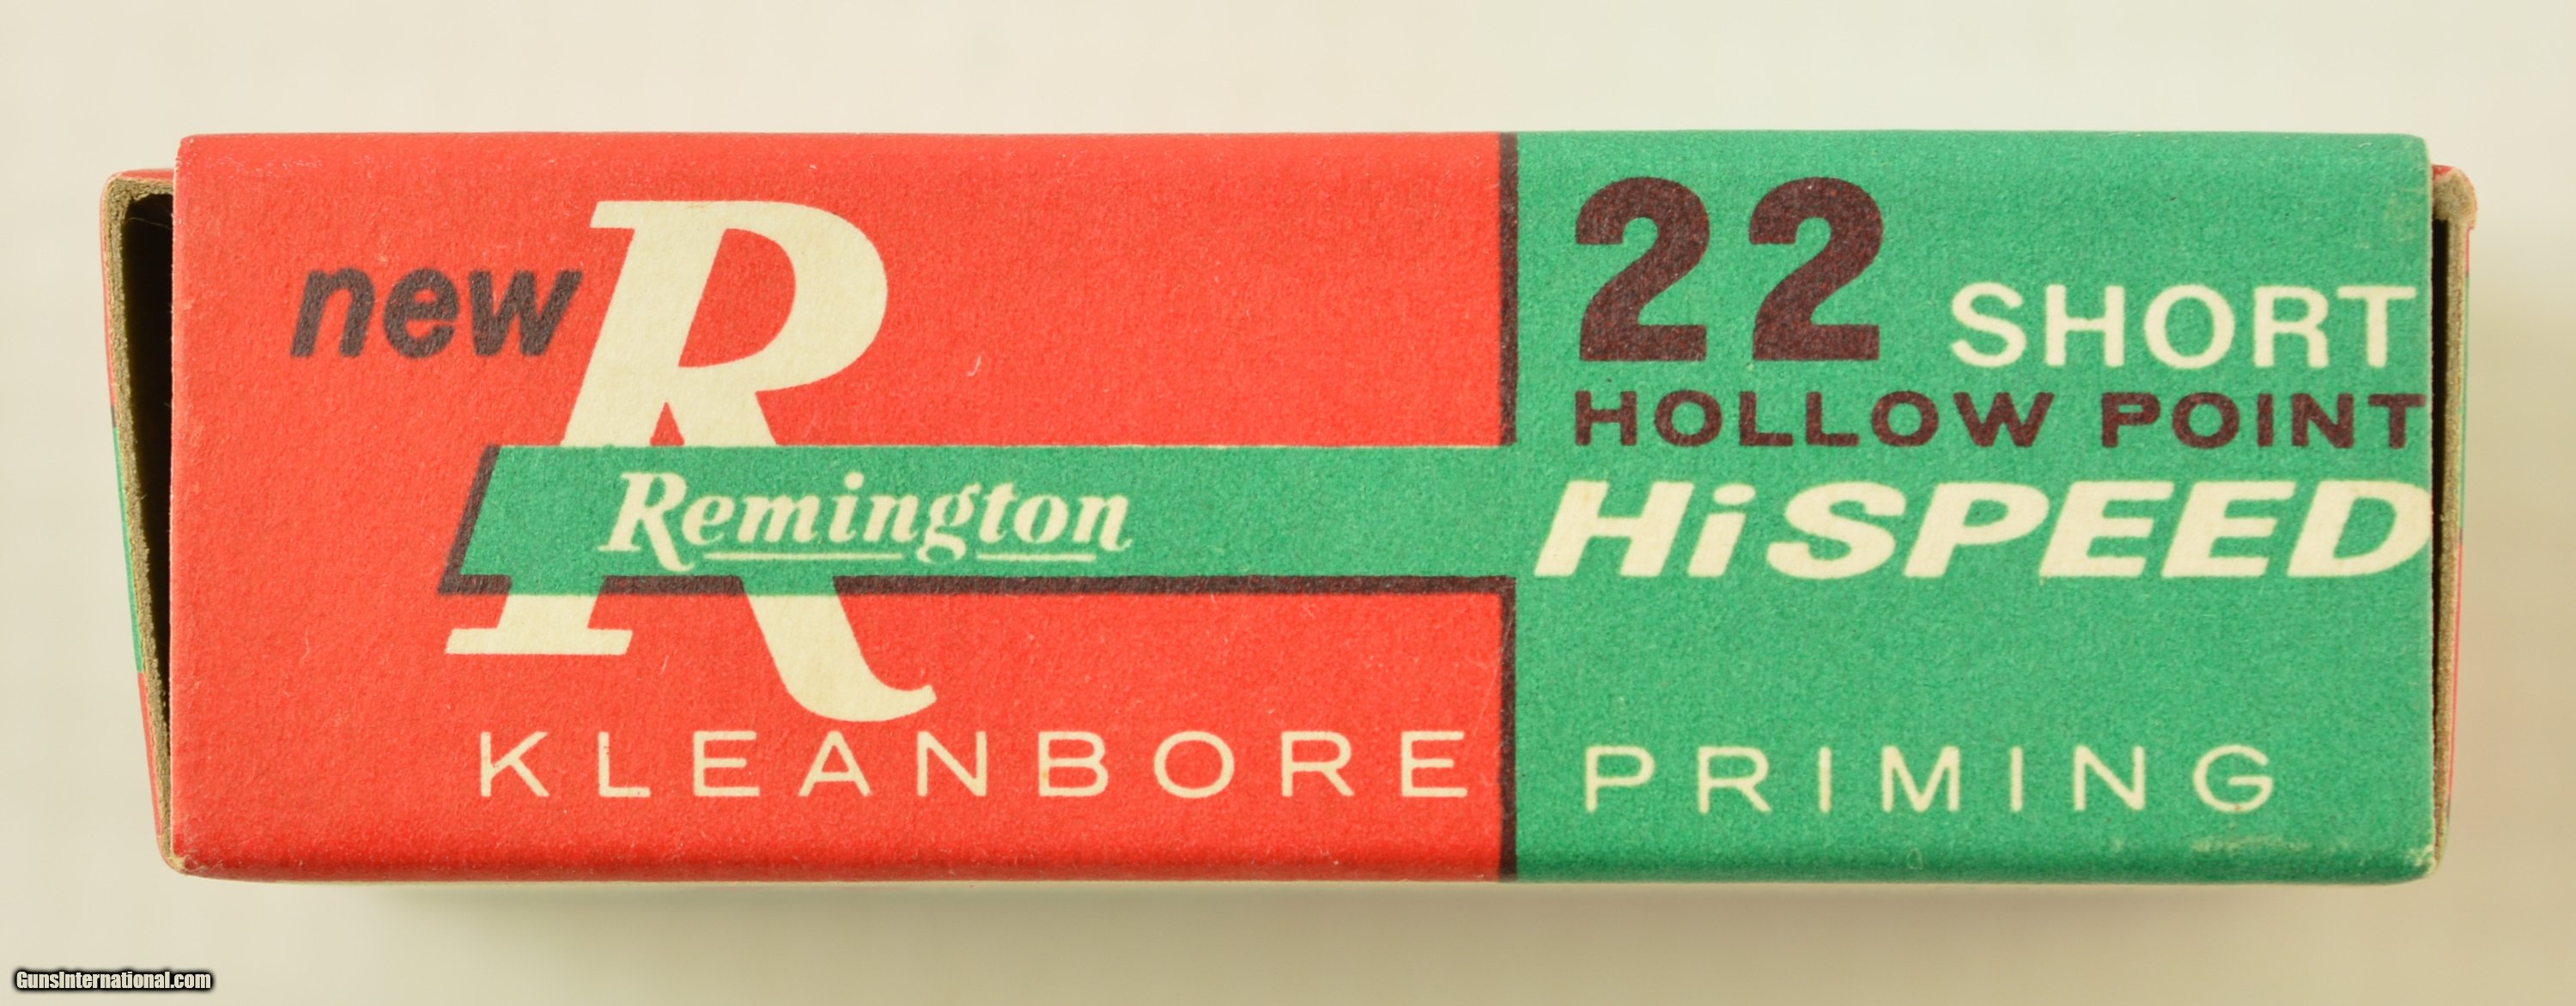 new R
Remington
KLEANBORE PRIMING
22 SHORT
HOLLOW POINT
HiSPEED
GunsInternational.com